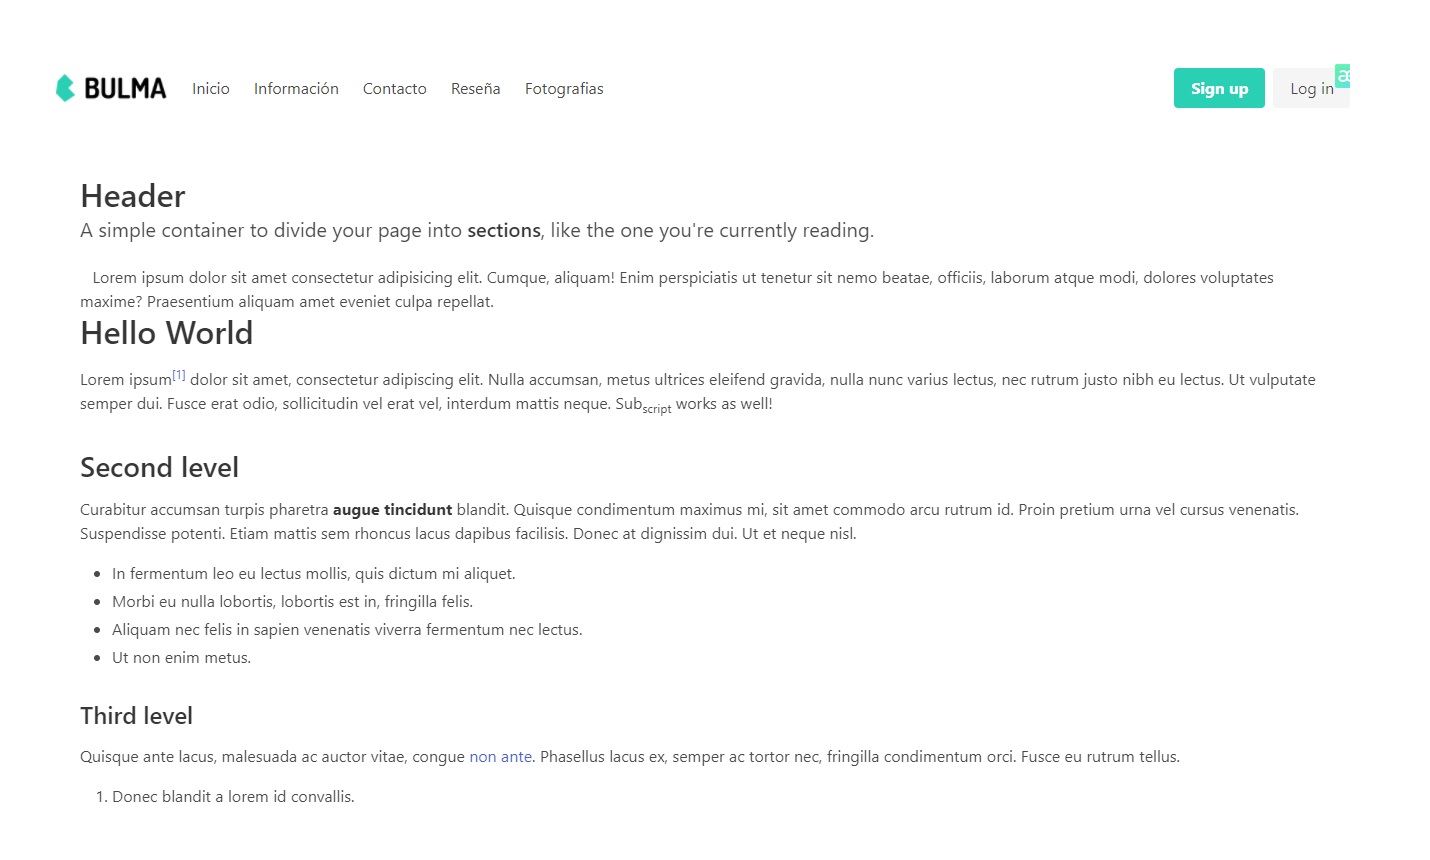 BULMA Inicio Información Contacto Reseña Fotografias Sign up Log in æ
Header
A simple container to divide your page into sections, like the one you're currently reading.
Lorem ipsum dolor sit amet consectetur adipisicing elit. Cumque, aliquam! Enim perspiciatis ut tenetur sit nemo beatae, officiis, laborum atque modi, dolores voluptates
maxime? Praesentium aliquam amet eveniet culpa repellat.
Hello World
Lorem ipsum[1] dolor sit amet, consectetur adipiscing elit. Nulla accumsan, metus ultrices eleifend gravida, nulla nunc varius lectus, nec rutrum justo nibh eu lectus. Ut vulputate
semper dui. Fusce erat odio, sollicitudin vel erat vel, interdum mattis neque. Subscript works as well!
Second level
Curabitur accumsan turpis pharetra augue tincidunt blandit. Quisque condimentum maximus mi, sit amet commodo arcu rutrum id. Proin pretium urna vel cursus venenatis.
Suspendisse potenti. Etiam mattis sem rhoncus lacus dapibus facilisis. Donec at dignissim dui. Ut et neque nisl.
• In fermentum leo eu lectus mollis, quis dictum mi aliquet.
• Morbi eu nulla lobortis, lobortis est in, fringilla felis.
• Aliquam nec felis in sapien venenatis viverra fermentum nec lectus.
• Ut non enim metus.
Third level
Quisque ante lacus, malesuada ac auctor vitae, congue non ante. Phasellus lacus ex, semper ac tortor nec, fringilla condimentum orci. Fusce eu rutrum tellus.
1. Donec blandit a lorem id convallis.